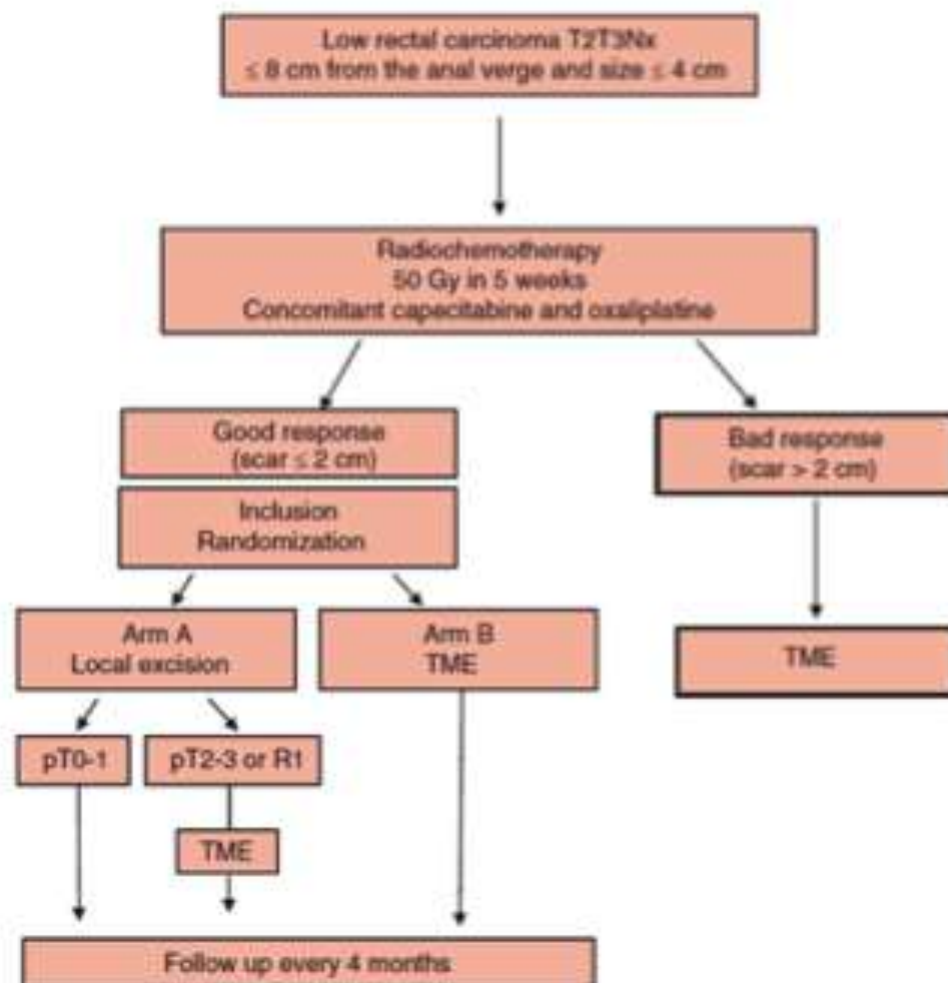 Low rectal carcinoma T2T3Nx
≤ 8 cm from the anal verge and size ≤ 4 cm
Radiochemotherapy
50 Gy in 5 weeks
Concomitant capecitabine and oxaliplatine
Good response
(scar ≤ 2 cm)
Bad response
(scar > 2 cm)
Inclusion
Randomization
Arm A
Local excision
Arm B
TME
TME
pT0-1
pT2-3 or R1
TME
Follow up every 4 months